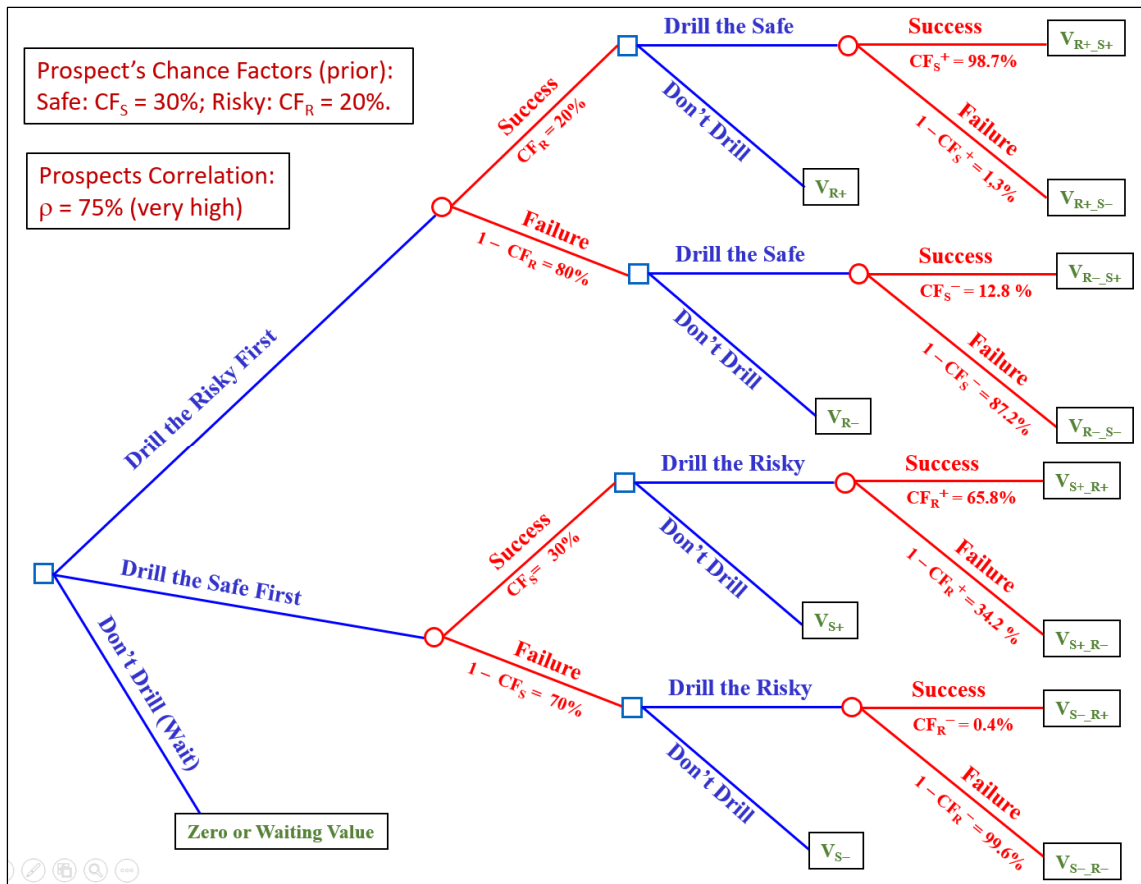 Prospect's Chance Factors (prior):
Safe: CF_S = 30%; Risky: CF_R = 20%.
Prospects Correlation:
ρ = 75% (very high)
Drill the Risky First
Drill the Safe First
Don't Drill (Wait)
Zero or Waiting Value
Success
CF_R = 20%
Failure
1 – CF_R = 80%
Drill the Safe
Don't Drill
V_R+
Success
CF_S^+ = 98.7%
V_R+_S+
Failure
1 – CF_S^+ = 1,3%
V_R+_S–
Drill the Safe
Don't Drill
V_R–
Success
CF_S^– = 12.8 %
V_R–_S+
Failure
1 – CF_S^– = 87.2%
V_R–_S–
Success
CF_S = 30%
Failure
1 – CF_S = 70%
Drill the Risky
Don't Drill
V_S+
Success
CF_R^+ = 65.8%
V_S+_R+
Failure
1 – CF_R^+ = 34.2 %
V_S+_R–
Drill the Risky
Don't Drill
V_S–
Success
CF_R^– = 0.4%
V_S–_R+
Failure
1 – CF_R^– = 99.6%
V_S–_R–